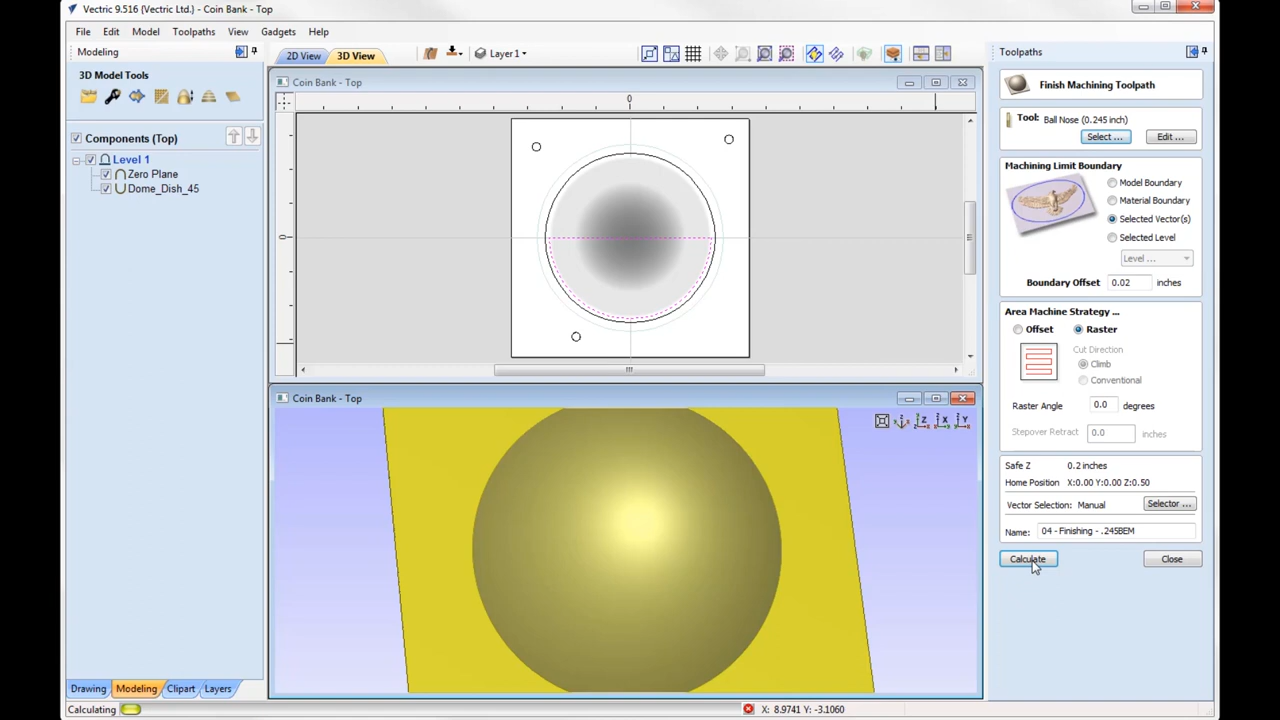 Vectric 9.516 (Vectric Ltd.) - Coin Bank - Top
File Edit Model Toolpaths View Gadgets Help
Modeling
3D Model Tools
Components (Top)
Level 1
Zero Plane
Dome_Dish_45
Drawing Modeling Clipart Layers
2D View 3D View
Layer 1
Coin Bank - Top
0
0
Coin Bank - Top
Z X Y
Toolpaths
Finish Machining Toolpath
Tool: Ball Nose (0.245 inch)
Select ... Edit ...
Machining Limit Boundary
Model Boundary
Material Boundary
Selected Vector(s)
Selected Level
Level ...
Boundary Offset 0.02 inches
Area Machine Strategy ...
Offset Raster
Cut Direction
Climb
Conventional
Raster Angle 0.0 degrees
Stepover Retract 0.0 inches
Safe Z 0.2 inches
Home Position X:0.00 Y:0.00 Z:0.50
Vector Selection: Manual Selector ...
Name: 04 - Finishing - .245BEM
Calculate Close
Calculating X: 8.9741 Y: -3.1060